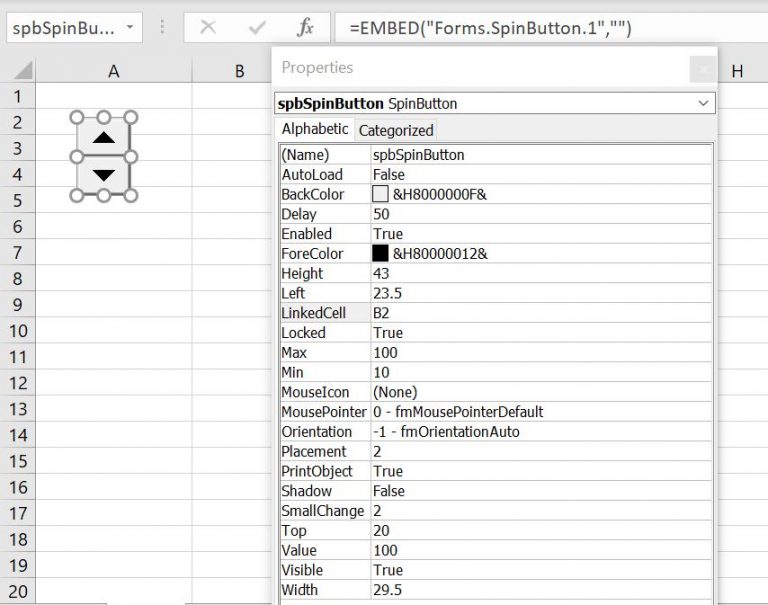 spbSpinBu... =EMBED("Forms.SpinButton.1","")
Properties
A B H
spbSpinButton SpinButton
Alphabetic Categorized
(Name) spbSpinButton
AutoLoad False
BackColor &H8000000F&
Delay 50
Enabled True
ForeColor &H80000012&
Height 43
Left 23.5
LinkedCell B2
Locked True
Max 100
Min 10
MouseIcon (None)
MousePointer 0 - fmMousePointerDefault
Orientation -1 - fmOrientationAuto
Placement 2
PrintObject True
Shadow False
SmallChange 2
Top 20
Value 100
Visible True
Width 29.5
1
2
3
4
5
6
7
8
9
10
11
12
13
14
15
16
17
18
19
20